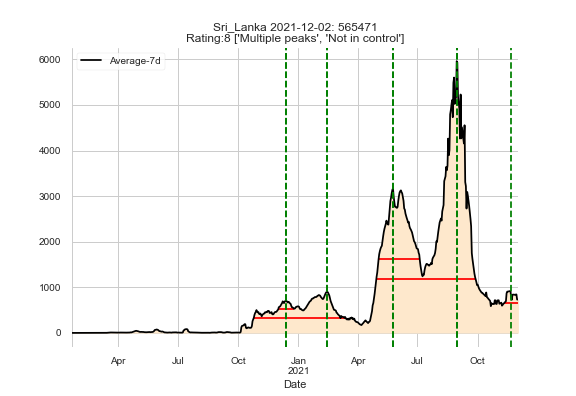 Sri_Lanka 2021-12-02: 565471
Rating:8 ['Multiple peaks', 'Not in control']
Average-7d
6000
5000
4000
3000
2000
1000
0
Apr Jul Oct Jan Apr Jul Oct
2021
Date